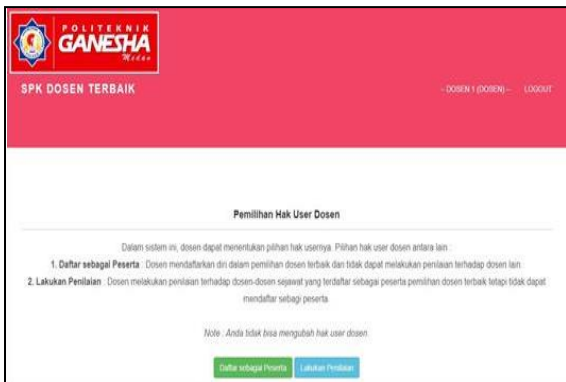 POLITEKNIK
GANESHA
Medan
SPK DOSEN TERBAIK
-- DOSEN 1 (DOSEN) -- LOGOUT
Pemilihan Hak User Dosen
Dalam sistem ini, dosen dapat menentukan pilihan hak usernya. Pilihan hak user dosen antara lain :
1. Daftar sebagai Peserta : Dosen mendaftarkan diri dalam pemilihan dosen terbaik dan tidak dapat melakukan penilaian terhadap dosen lain.
2. Lakukan Penilaian : Dosen melakukan penilaian terhadap dosen-dosen sejawat yang terdaftar sebagai peserta pemilihan dosen terbaik tetapi tidak dapat
mendaftar sebagi peserta.
Note : Anda tidak bisa mengubah hak user dosen.
Daftar sebagai Peserta Lakukan Penilaian